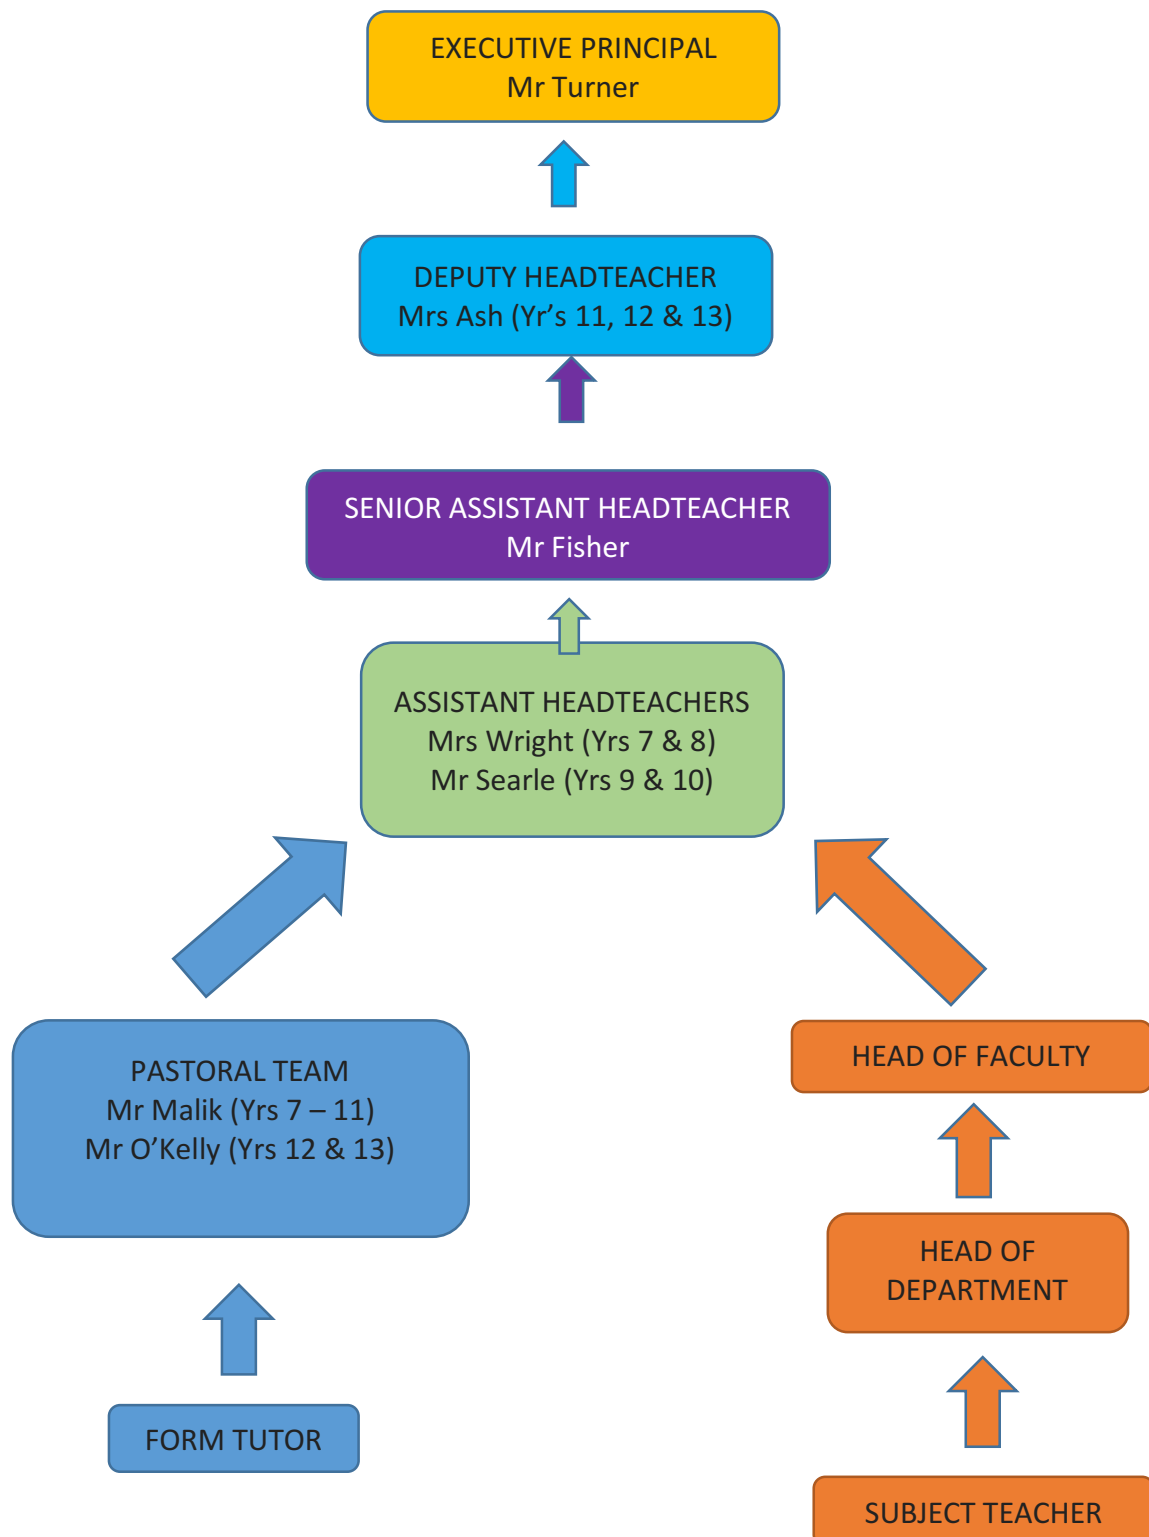 EXECUTIVE PRINCIPAL
Mr Turner
DEPUTY HEADTEACHER
Mrs Ash (Yr’s 11, 12 & 13)
SENIOR ASSISTANT HEADTEACHER
Mr Fisher
ASSISTANT HEADTEACHERS
Mrs Wright (Yrs 7 & 8)
Mr Searle (Yrs 9 & 10)
PASTORAL TEAM
Mr Malik (Yrs 7 – 11)
Mr O’Kelly (Yrs 12 & 13)
FORM TUTOR
HEAD OF FACULTY
HEAD OF
DEPARTMENT
SUBJECT TEACHER